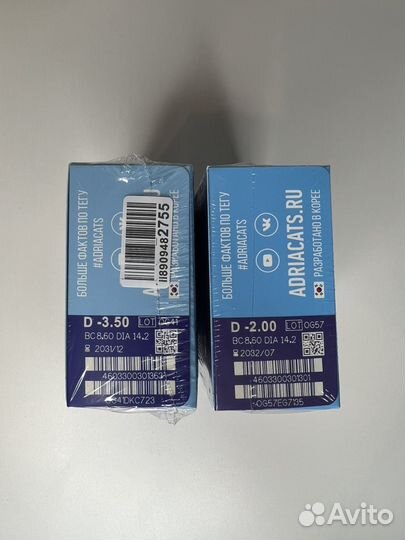 БОЛЬШЕ ФАКТОВ ПО ТЕГУ
#ADRIACATS
ii8909482755
D -3.50 LOT
BC 8.60 DIA 14.2
2031/12
БОЛЬШЕ ФАКТОВ ПО ТЕГУ
#ADRIACATS
ADRIACATS.RU
РАЗРАБОТАНО В КОРЕЕ
D -2.00 LOT OG57
BC 8.60 DIA 14.2
2032/07
4603300301301
OG57EG7135
Avito